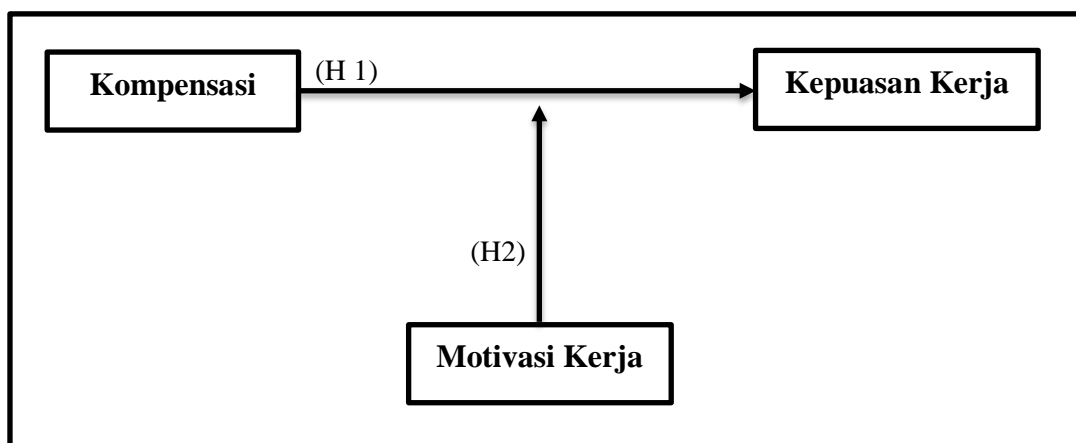 Kompensasi
(H 1)
Kepuasan Kerja
(H2)
Motivasi Kerja